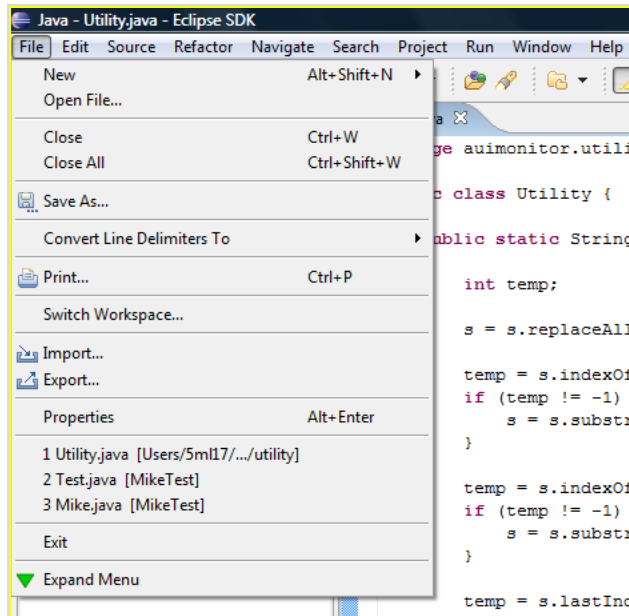 Java - Utility.java - Eclipse SDK
File Edit Source Refactor Navigate Search Project Run Window Help
New Alt+Shift+N
Open File...
Close Ctrl+W
Close All Ctrl+Shift+W
Save As...
Convert Line Delimiters To
Print... Ctrl+P
Switch Workspace...
Import...
Export...
Properties Alt+Enter
1 Utility.java [Users/5ml17/.../utility]
2 Test.java [MikeTest]
3 Mike.java [MikeTest]
Exit
Expand Menu
a
ge auimonitor.utili
c class Utility {
ublic static String
int temp;
s = s.replaceAll
temp = s.indexOf
if (temp != -1)
s = s.substr
}
temp = s.indexOf
if (temp != -1)
s = s.substr
}
temp = s.lastInd